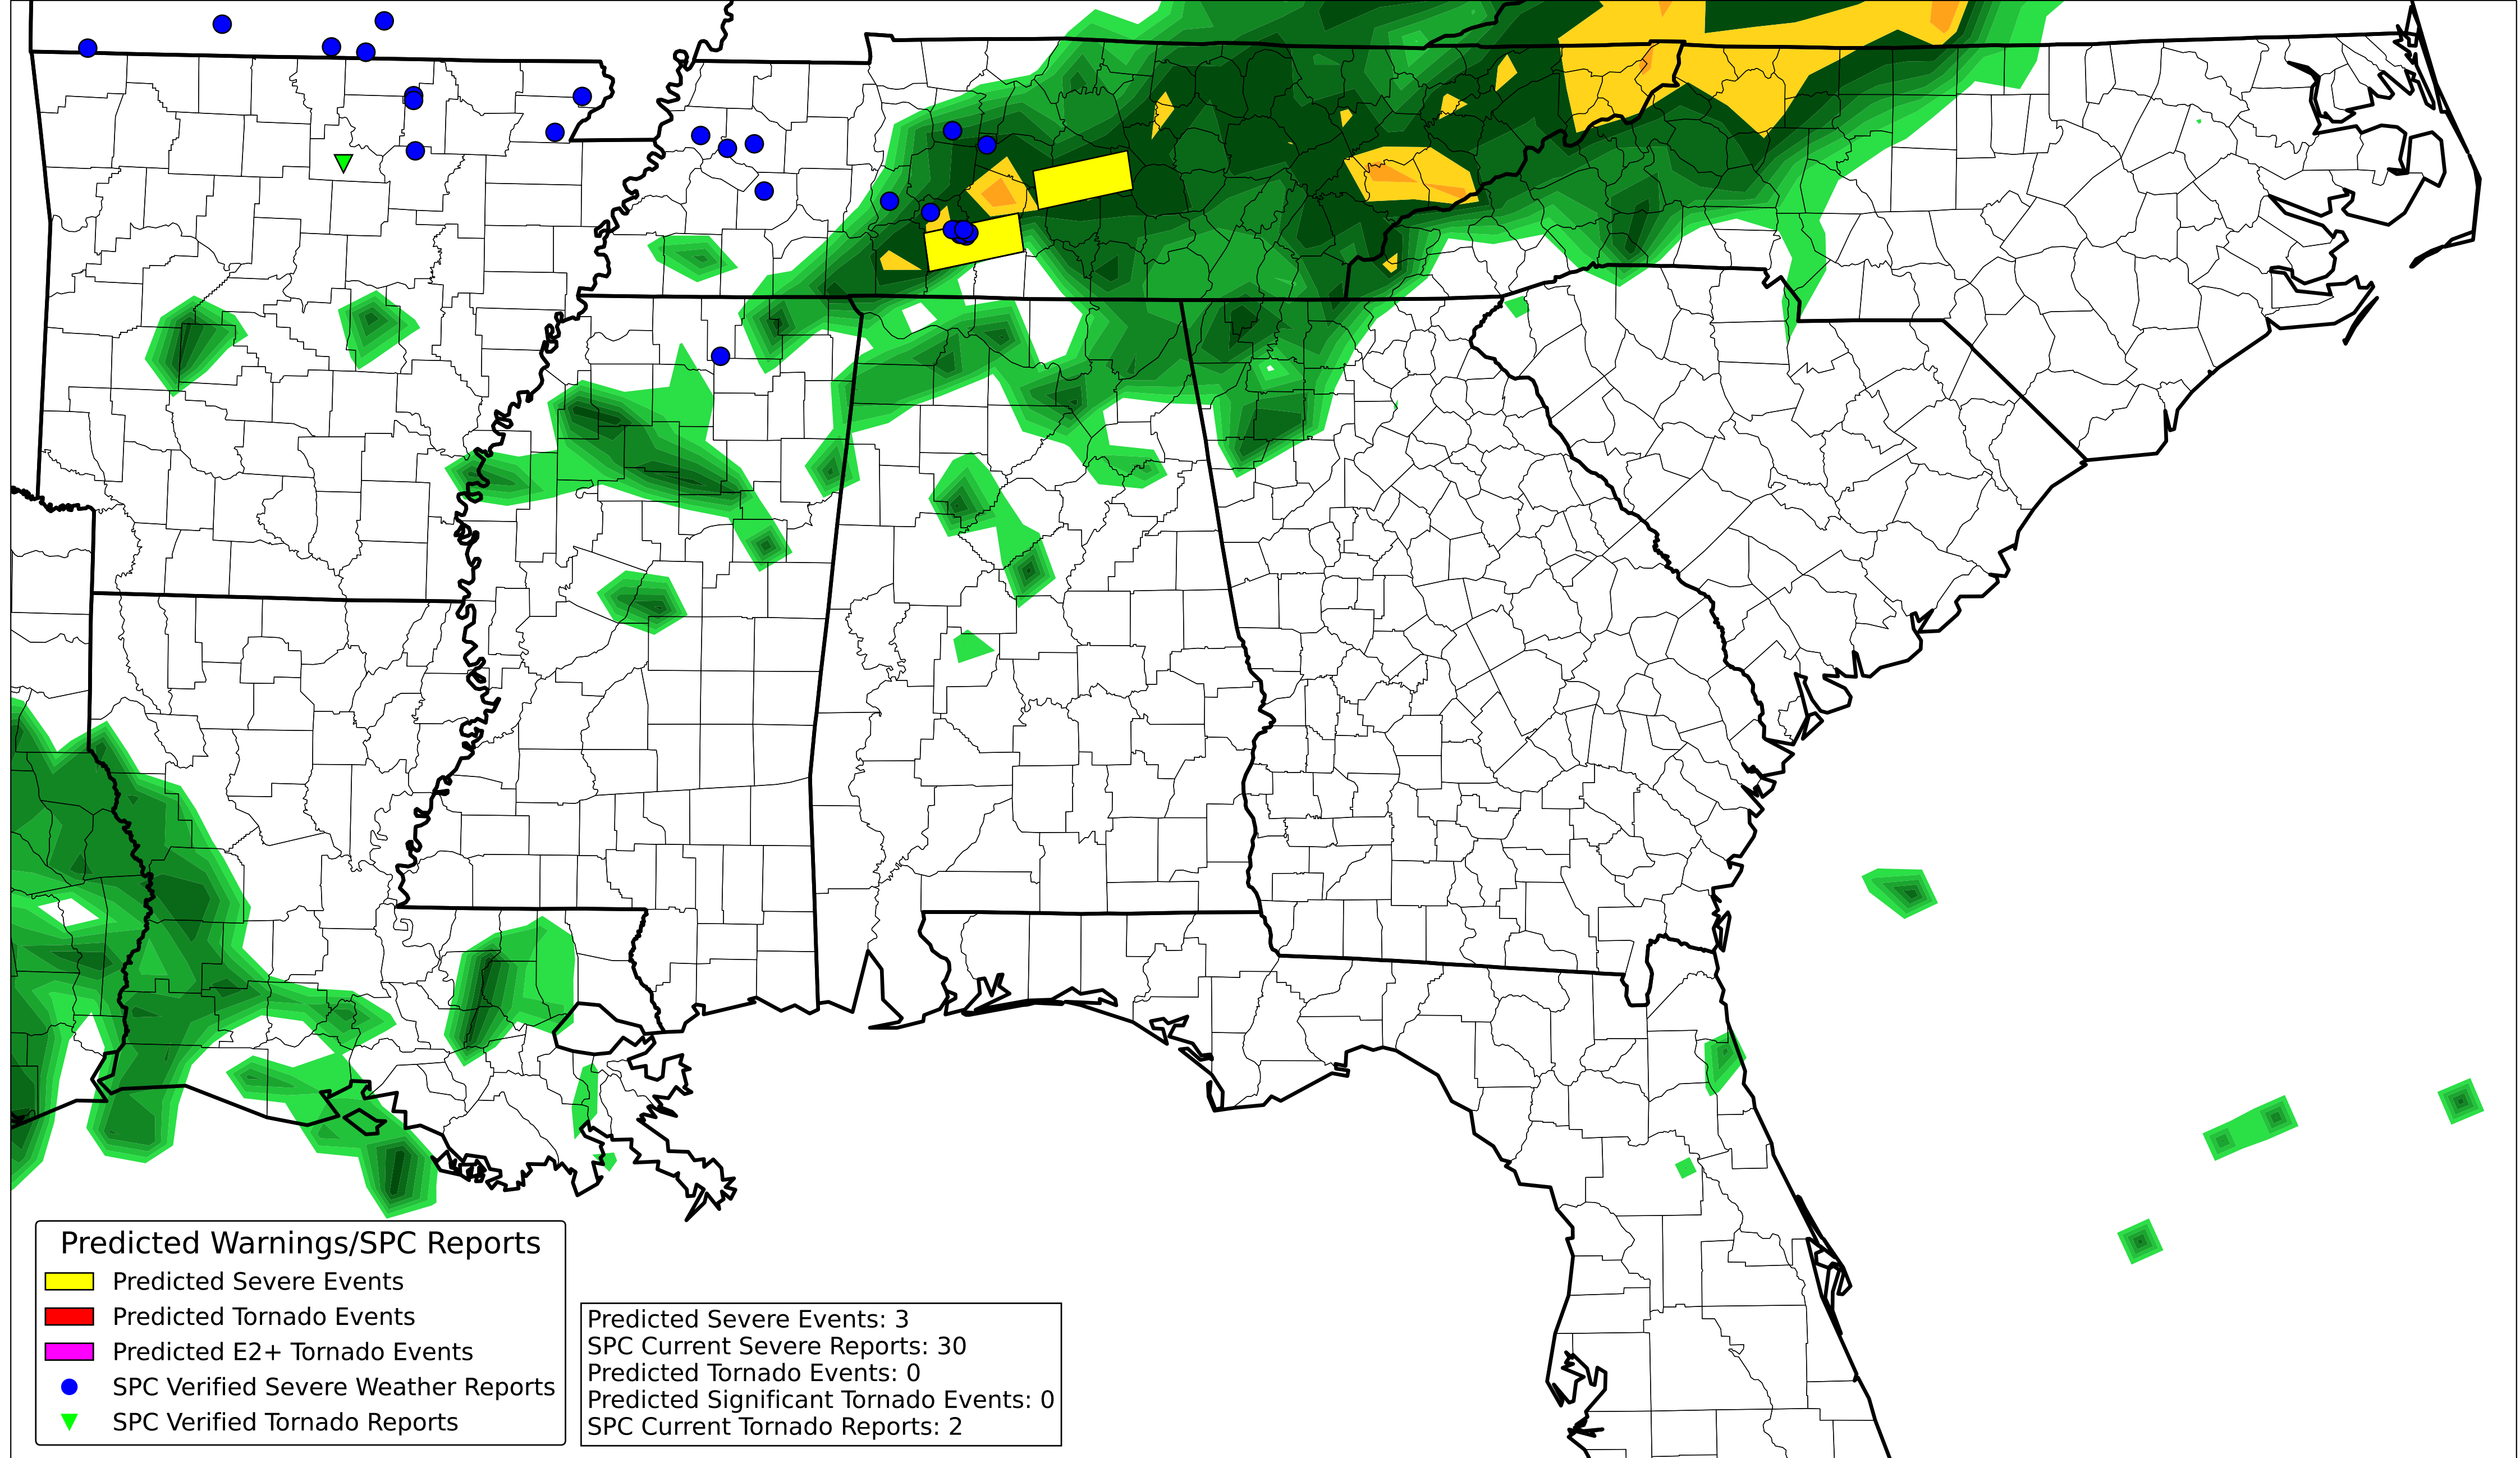 Predicted Warnings/SPC Reports
Predicted Severe Events
Predicted Tornado Events
Predicted E2+ Tornado Events
SPC Verified Severe Weather Reports
SPC Verified Tornado Reports
Predicted Severe Events: 3
SPC Current Severe Reports: 30
Predicted Tornado Events: 0
Predicted Significant Tornado Events: 0
SPC Current Tornado Reports: 2